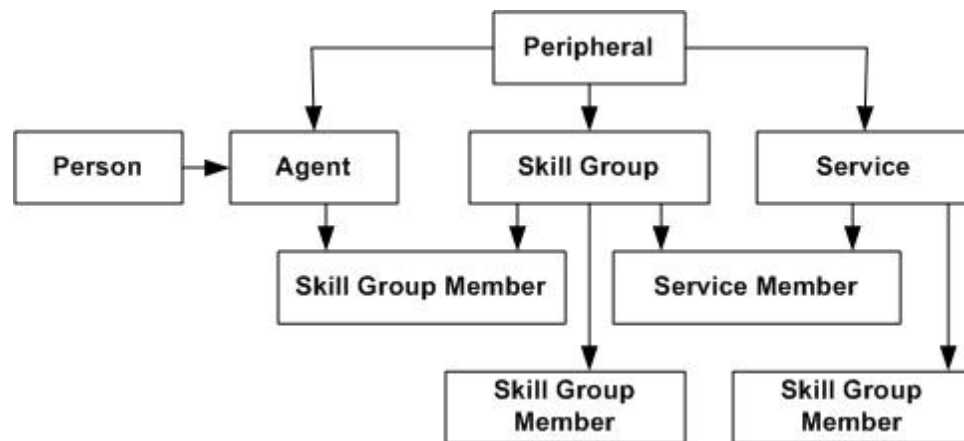 Peripheral
Person
Agent
Skill Group
Service
Skill Group Member
Service Member
Skill Group
Member
Skill Group
Member